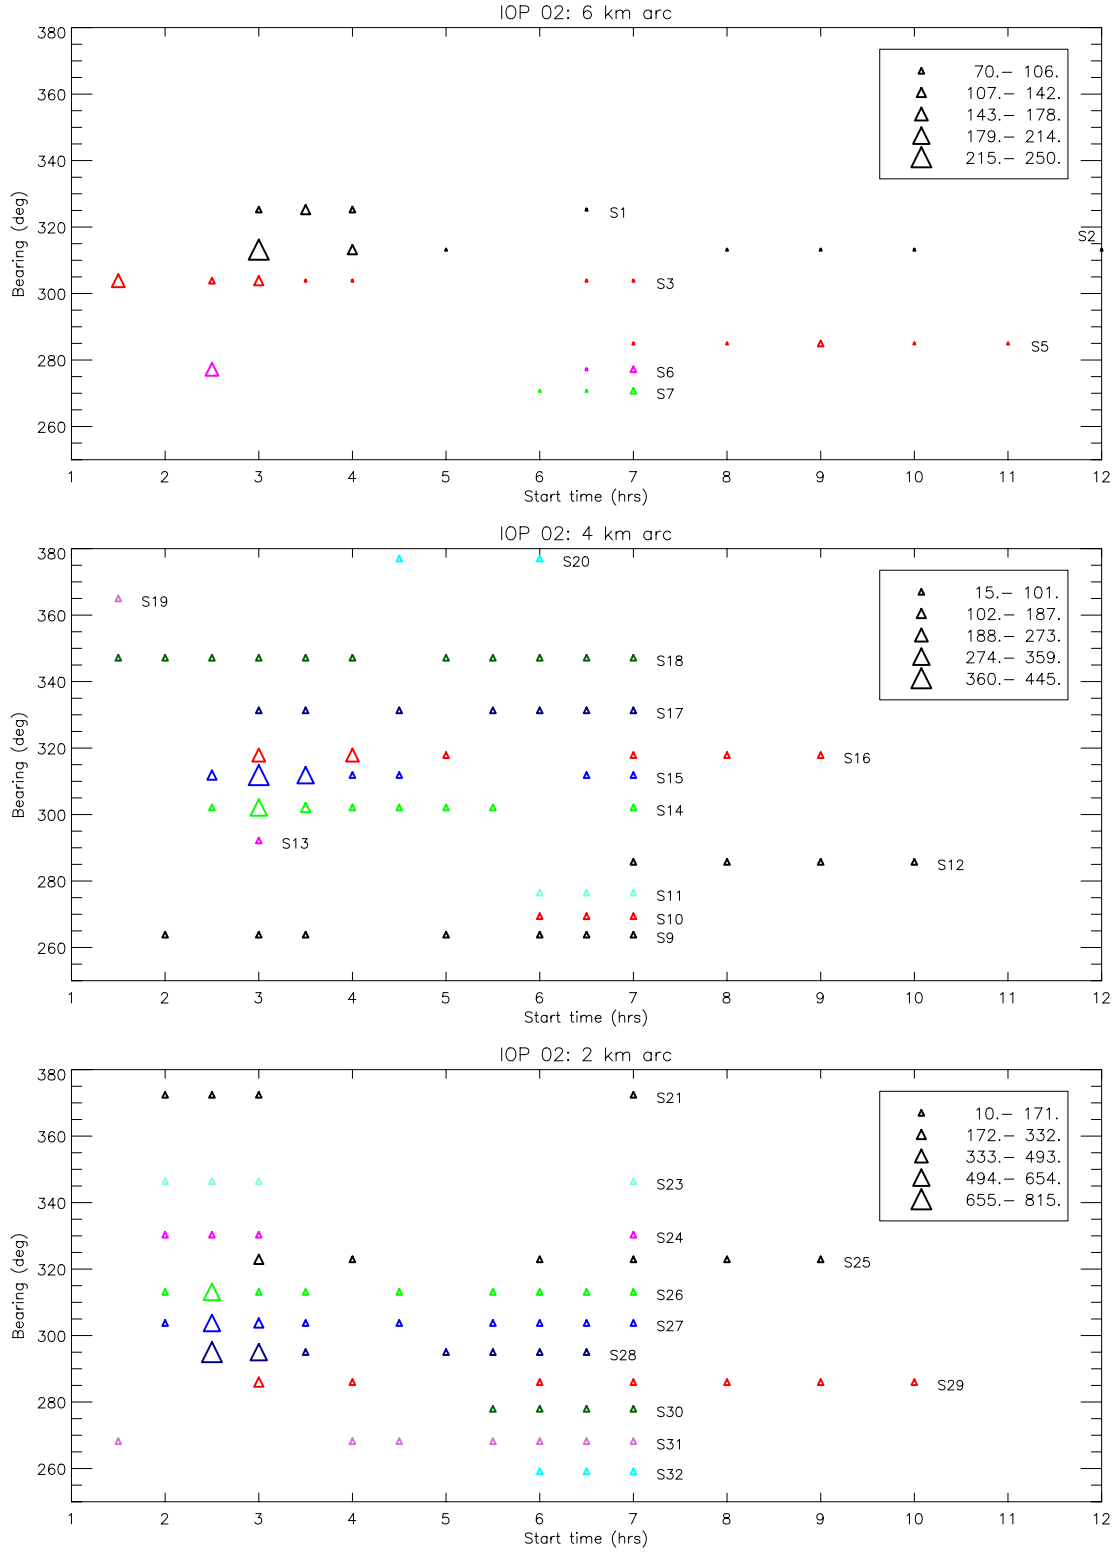 IOP 02: 6 km arc
380
360
340
320
300
280
260
Bearing (deg)
70.– 106.
107.– 142.
143.– 178.
179.– 214.
215.– 250.
S1
S2
S3
S5
S6
S7
1 2 3 4 5 6 7 8 9 10 11 12
Start time (hrs)
IOP 02: 4 km arc
380
360
340
320
300
280
260
Bearing (deg)
15.– 101.
102.– 187.
188.– 273.
274.– 359.
360.– 445.
S20
S19
S18
S17
S16
S15
S14
S13
S12
S11
S10
S9
1 2 3 4 5 6 7 8 9 10 11 12
Start time (hrs)
IOP 02: 2 km arc
380
360
340
320
300
280
260
Bearing (deg)
10.– 171.
172.– 332.
333.– 493.
494.– 654.
655.– 815.
S21
S23
S24
S25
S26
S27
S28
S29
S30
S31
S32
1 2 3 4 5 6 7 8 9 10 11 12
Start time (hrs)